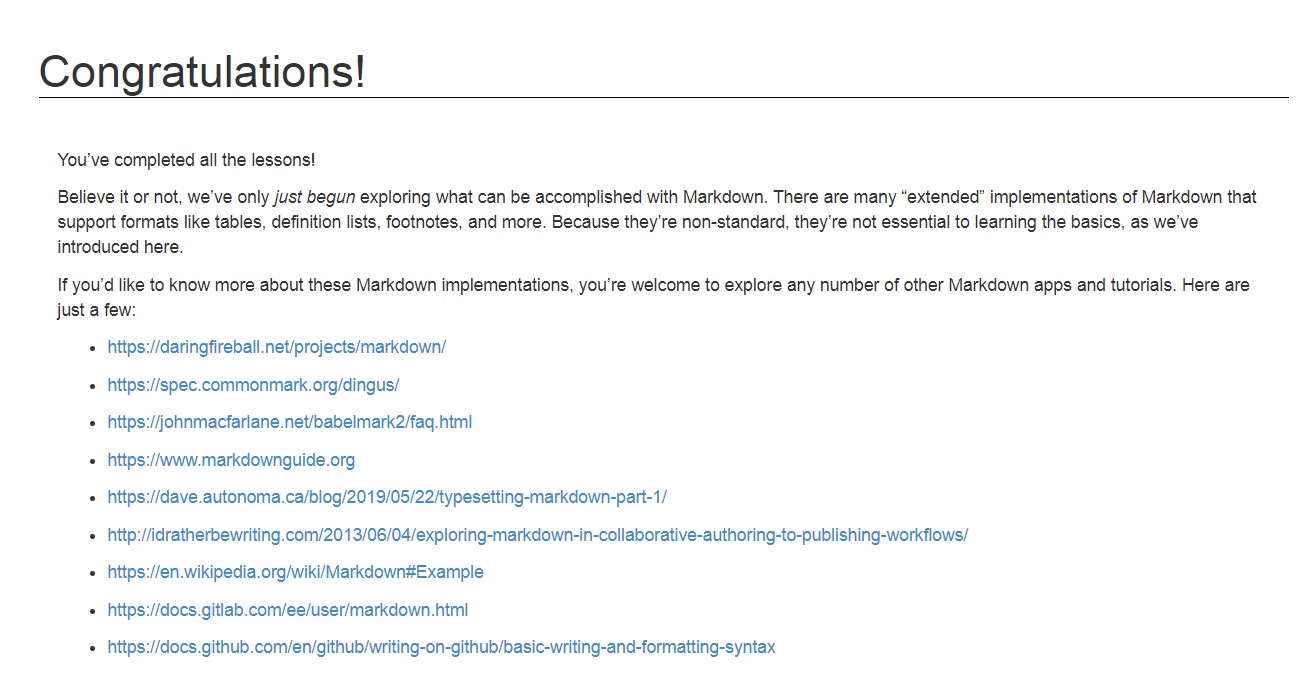 Congratulations!
You’ve completed all the lessons!
Believe it or not, we’ve only just begun exploring what can be accomplished with Markdown. There are many “extended” implementations of Markdown that
support formats like tables, definition lists, footnotes, and more. Because they’re non-standard, they’re not essential to learning the basics, as we’ve
introduced here.
If you’d like to know more about these Markdown implementations, you’re welcome to explore any number of other Markdown apps and tutorials. Here are
just a few:
• https://daringfireball.net/projects/markdown/
• https://spec.commonmark.org/dingus/
• https://johnmacfarlane.net/babelmark2/faq.html
• https://www.markdownguide.org
• https://dave.autonoma.ca/blog/2019/05/22/typesetting-markdown-part-1/
• http://idratherbewriting.com/2013/06/04/exploring-markdown-in-collaborative-authoring-to-publishing-workflows/
• https://en.wikipedia.org/wiki/Markdown#Example
• https://docs.gitlab.com/ee/user/markdown.html
• https://docs.github.com/en/github/writing-on-github/basic-writing-and-formatting-syntax